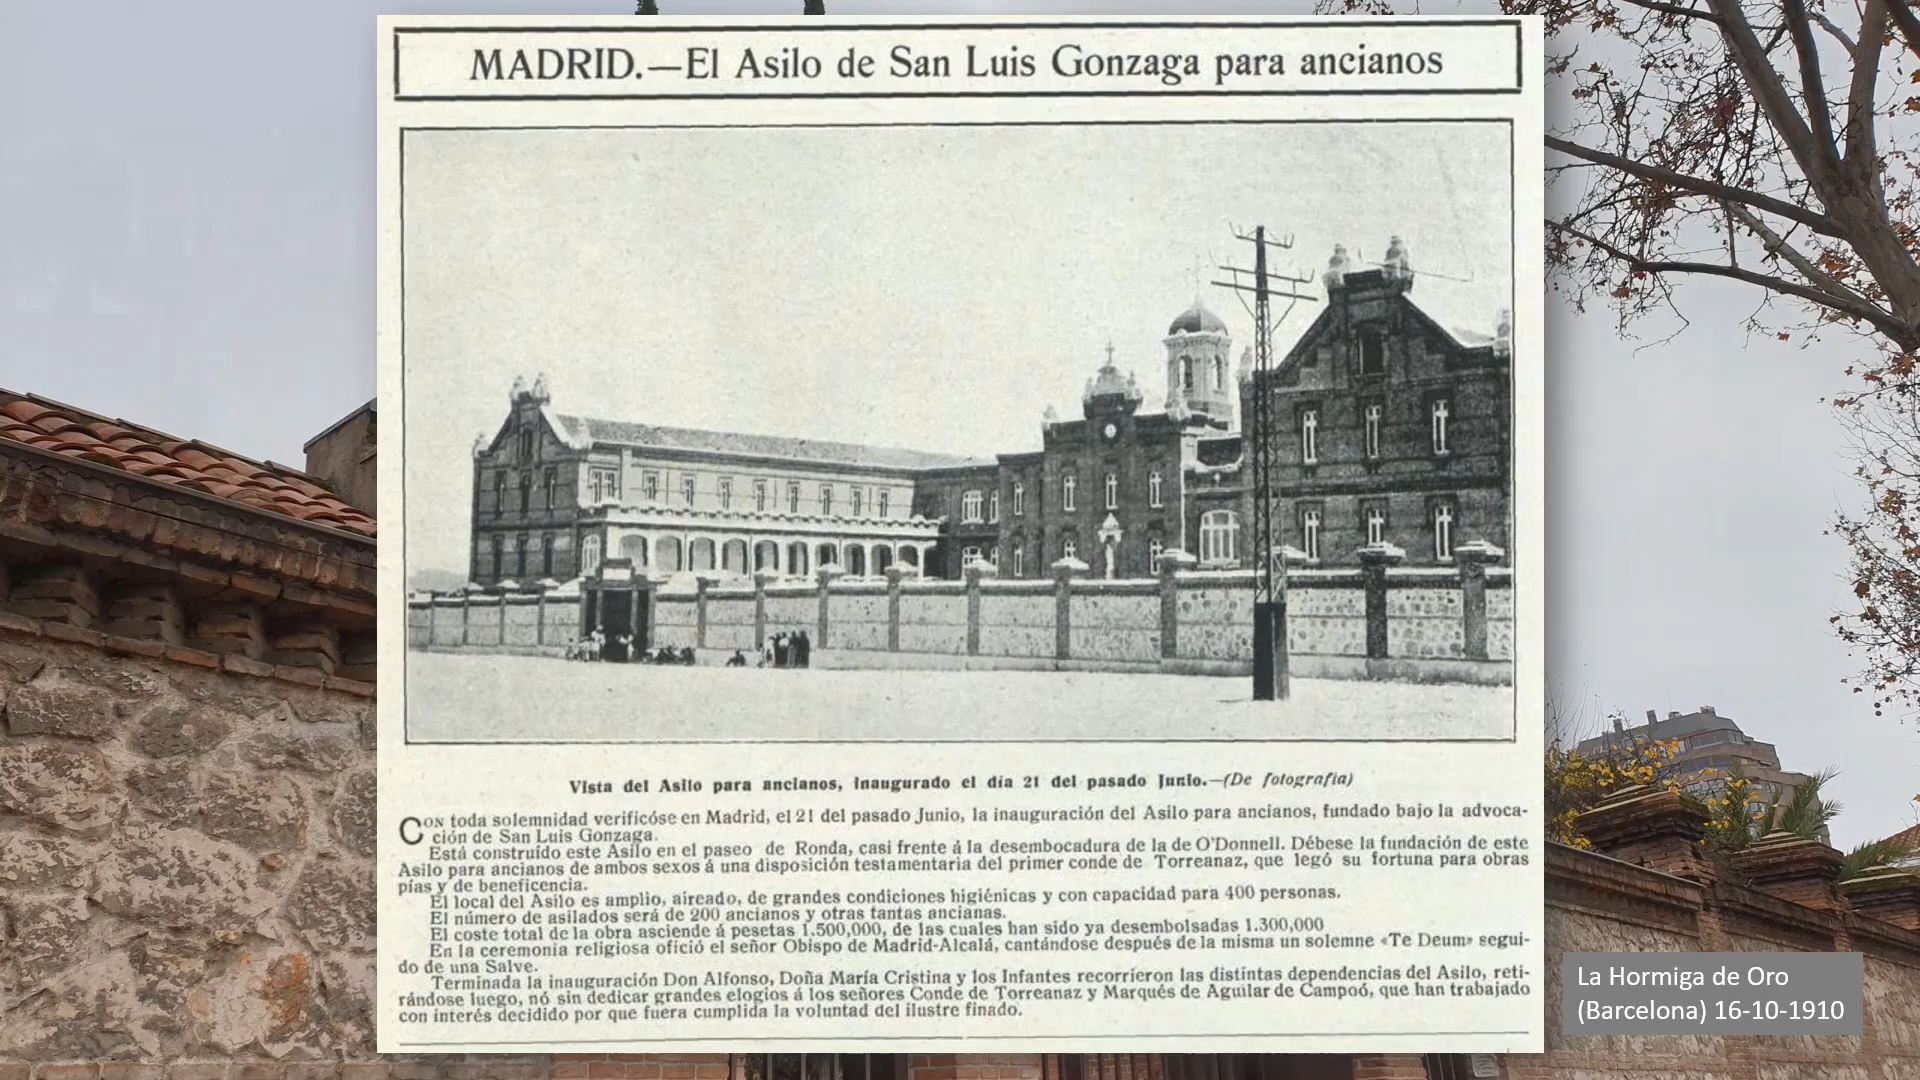 MADRID.—El Asilo de San Luis Gonzaga para ancianos
Vista del Asilo para ancianos, inaugurado el día 21 del pasado Junio.—(De fotografía)
CON toda solemnidad verificóse en Madrid, el 21 del pasado Junio, la inauguración del Asilo para ancianos, fundado bajo la advoca-
ción de San Luis Gonzaga.
Está construído este Asilo en el paseo de Ronda, casi frente á la desembocadura de la de O'Donnell. Débese la fundación de este
Asilo para ancianos de ambos sexos á una disposición testamentaria del primer conde de Torreanaz, que legó su fortuna para obras
pías y de beneficencia.
El local del Asilo es amplio, aireado, de grandes condiciones higiénicas y con capacidad para 400 personas.
El número de asilados será de 200 ancianos y otras tantas ancianas.
El coste total de la obra asciende á pesetas 1.500,000, de las cuales han sido ya desembolsadas 1.300,000
En la ceremonia religiosa ofició el señor Obispo de Madrid-Alcalá, cantándose después de la misma un solemne «Te Deum» segui-
do de una Salve.
Terminada la inauguración Don Alfonso, Doña María Cristina y los Infantes recorrieron las distintas dependencias del Asilo, reti-
rándose luego, nó sin dedicar grandes elogios á los señores Conde de Torreanaz y Marqués de Aguilar de Campoó, que han trabajado
con interés decidido por que fuera cumplida la voluntad del ilustre finado.
La Hormiga de Oro
(Barcelona) 16-10-1910